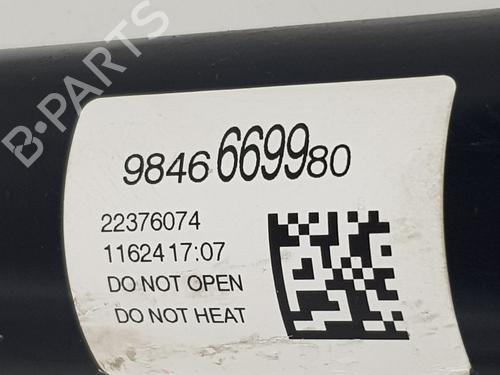 B-PARTS
9846669980
22376074
1162417:07
DO NOT OPEN
DO NOT HEAT